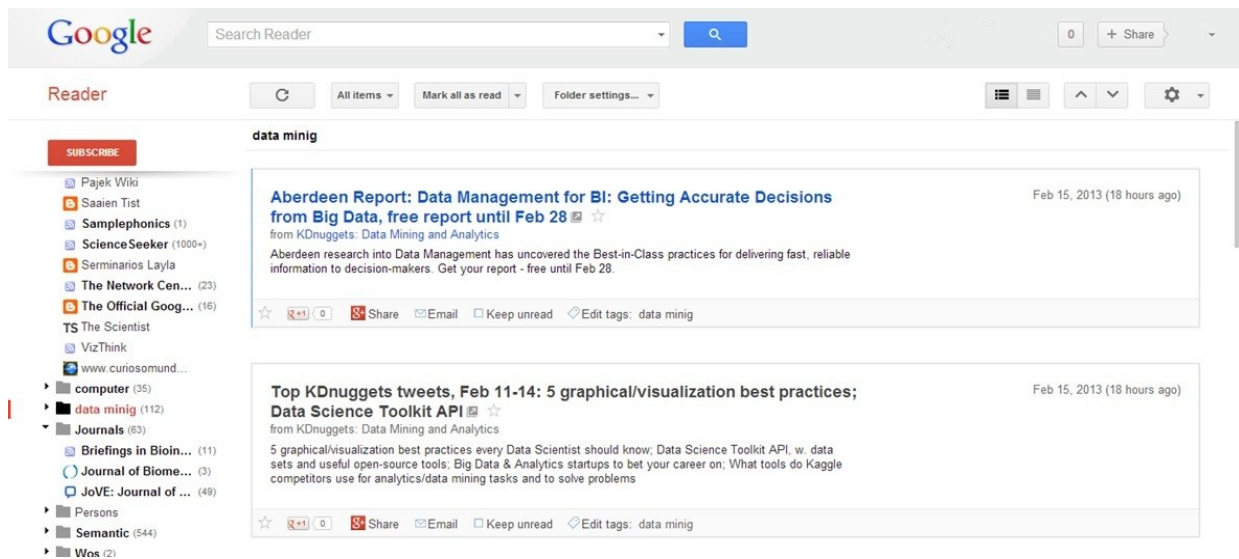 Google
Search Reader
0
+ Share
Reader
All items
Mark all as read
Folder settings...
SUBSCRIBE
Pajek Wiki
Saaien Tist
Samplephonics (1)
ScienceSeeker (1000+)
Serminarios Layla
The Network Cen... (23)
The Official Goog... (16)
TS The Scientist
VizThink
www.curiosomund...
computer (35)
data minig (112)
Journals (63)
Briefings in Bioin... (11)
Journal of Biome... (3)
JoVE: Journal of ... (49)
Persons
Semantic (544)
Wos (2)
data minig
Aberdeen Report: Data Management for BI: Getting Accurate Decisions
from Big Data, free report until Feb 28
Feb 15, 2013 (18 hours ago)
from KDnuggets: Data Mining and Analytics
Aberdeen research into Data Management has uncovered the Best-in-Class practices for delivering fast, reliable
information to decision-makers. Get your report - free until Feb 28.
+1 0 Share Email Keep unread Edit tags: data minig
Top KDnuggets tweets, Feb 11-14: 5 graphical/visualization best practices;
Data Science Toolkit API
Feb 15, 2013 (18 hours ago)
from KDnuggets: Data Mining and Analytics
5 graphical/visualization best practices every Data Scientist should know; Data Science Toolkit API, w. data
sets and useful open-source tools; Big Data & Analytics startups to bet your career on; What tools do Kaggle
competitors use for analytics/data mining tasks and to solve problems
+1 0 Share Email Keep unread Edit tags: data minig